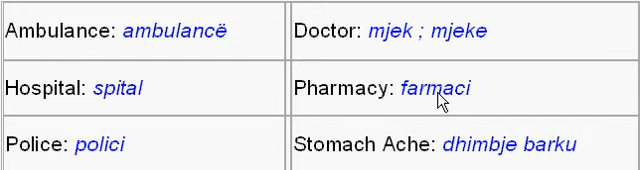 Ambulance: ambulancë
Doctor: mjek ; mjeke
Hospital: spital
Pharmacy: farmaci
Police: polici
Stomach Ache: dhimbje barku